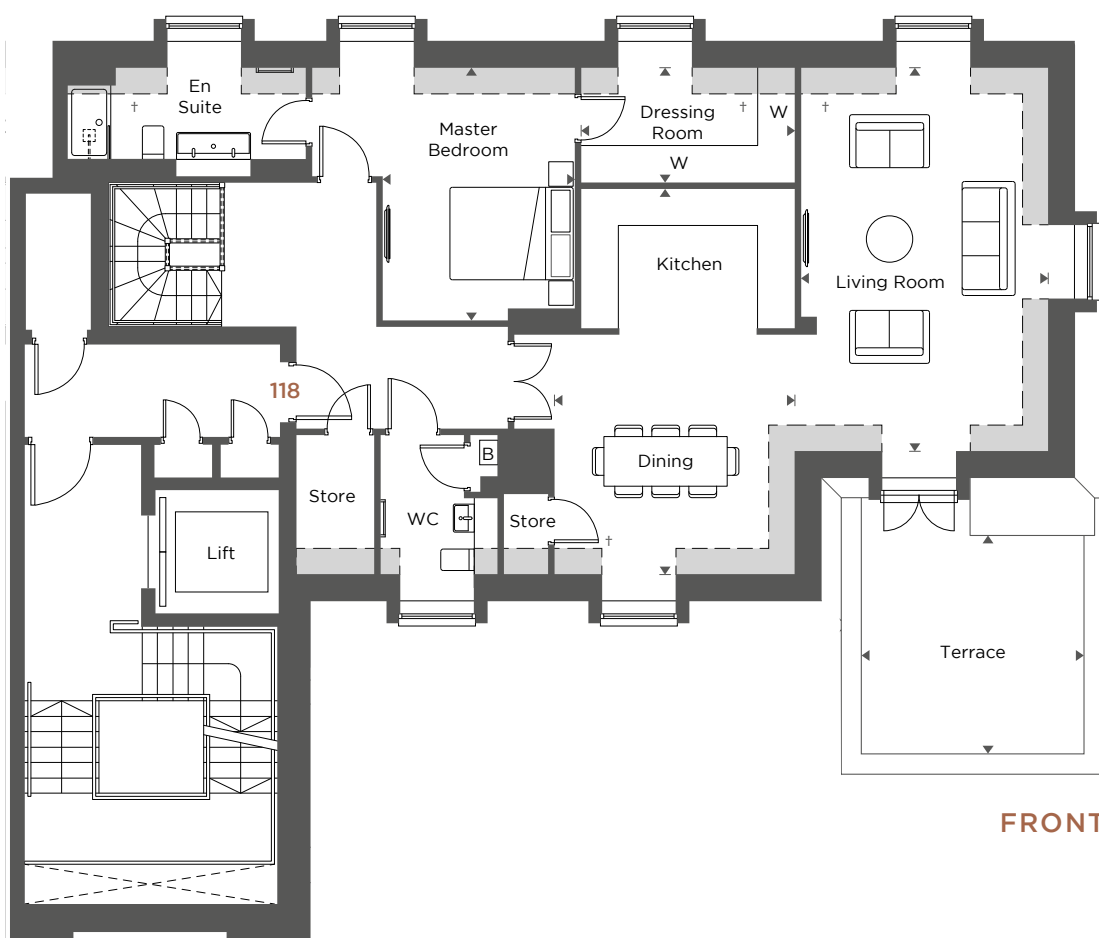 En
Suite
†
Master
Bedroom
Dressing
Room
†
W
W
†
Kitchen
Living Room
118
B
Dining
Store
WC
Store
†
Lift
Terrace
FRONT